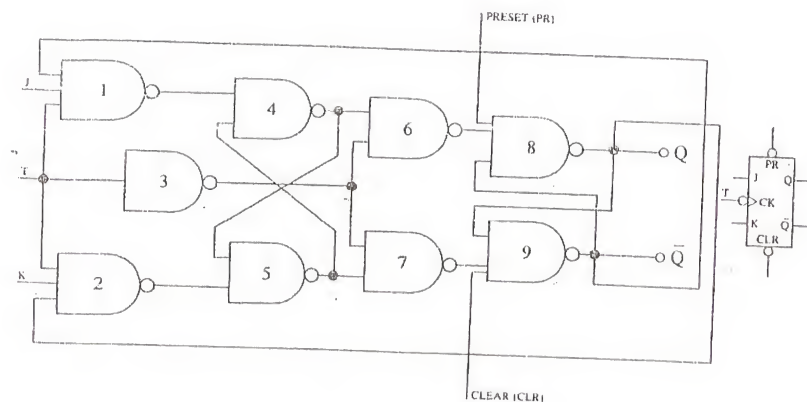 PRESET (PR)
J
1
4
6
8
Q
3
T
K
2
5
7
9
Q̅
CLEAR (CLR)
PR
J
Q
T
CK
K
Q̅
CLR